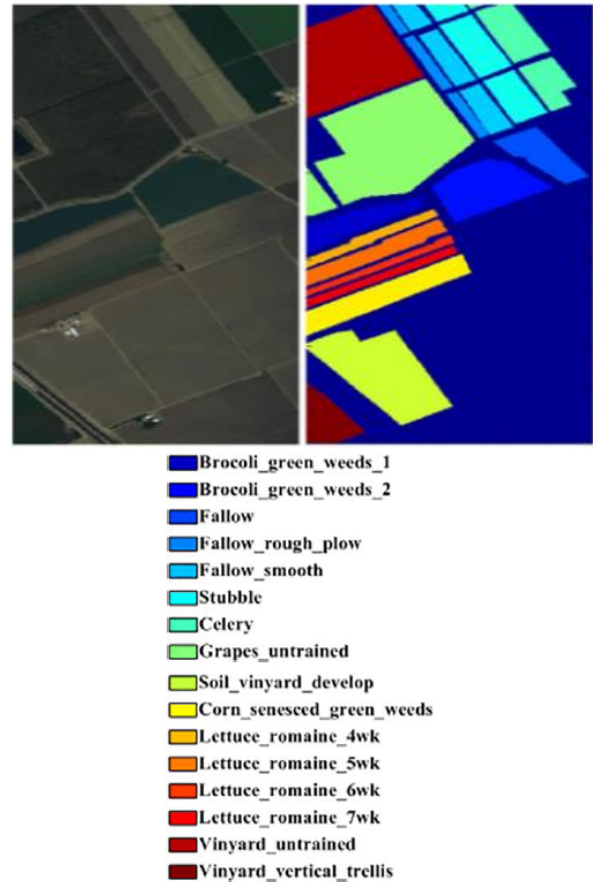 Brocoli_green_weeds_1
Brocoli_green_weeds_2
Fallow
Fallow_rough_plow
Fallow_smooth
Stubble
Celery
Grapes_untrained
Soil_vinyard_develop
Corn_senesced_green_weeds
Lettuce_romaine_4wk
Lettuce_romaine_5wk
Lettuce_romaine_6wk
Lettuce_romaine_7wk
Vinyard_untrained
Vinyard_vertical_trellis